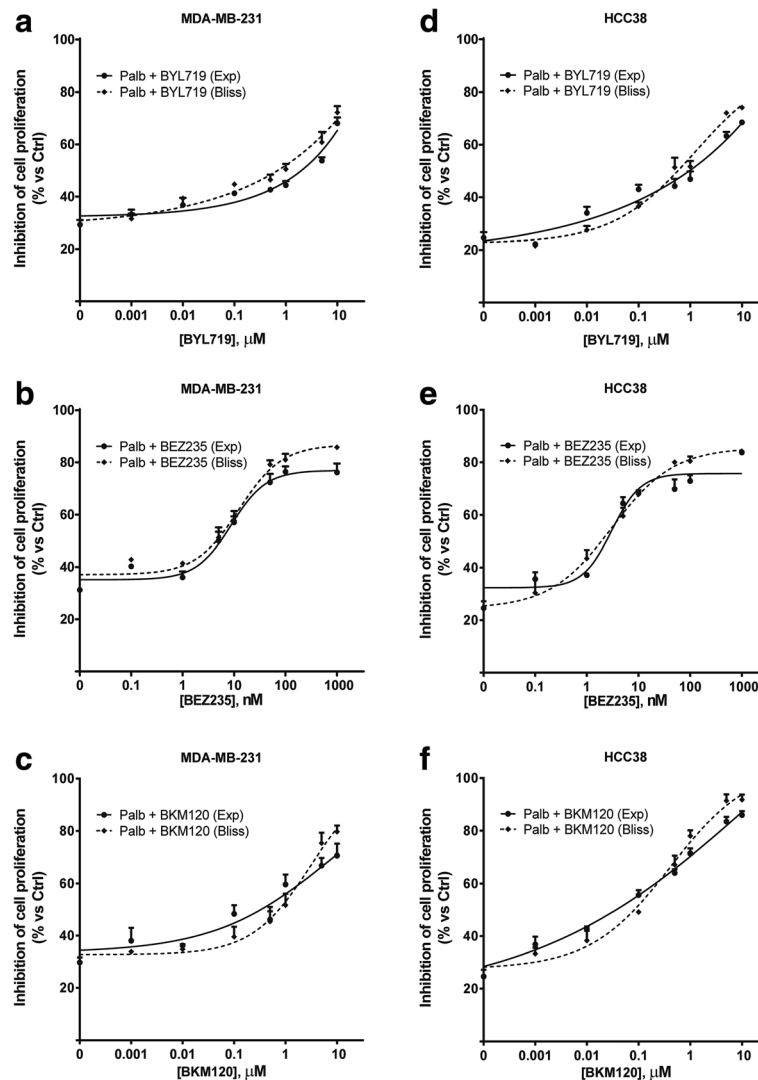 a
MDA-MB-231
Inhibition of cell proliferation
(% vs Ctrl)
100
80
60
40
20
Palb + BYL719 (Exp)
Palb + BYL719 (Bliss)
0 0.001 0.01 0.1 1 10
[BYL719], μM
d
HCC38
Inhibition of cell proliferation
(% vs Ctrl)
100
80
60
40
20
Palb + BYL719 (Exp)
Palb + BYL719 (Bliss)
0 0.001 0.01 0.1 1 10
[BYL719], μM
b
MDA-MB-231
Inhibition of cell proliferation
(% vs Ctrl)
100
80
60
40
20
Palb + BEZ235 (Exp)
Palb + BEZ235 (Bliss)
0 0.1 1 10 100 1000
[BEZ235], nM
e
HCC38
Inhibition of cell proliferation
(% vs Ctrl)
100
80
60
40
20
Palb + BEZ235 (Exp)
Palb + BEZ235 (Bliss)
0 0.1 1 10 100 1000
[BEZ235], nM
c
MDA-MB-231
Inhibition of cell proliferation
(% vs Ctrl)
100
80
60
40
20
Palb + BKM120 (Exp)
Palb + BKM120 (Bliss)
0 0.001 0.01 0.1 1 10
[BKM120], μM
f
HCC38
Inhibition of cell proliferation
(% vs Ctrl)
100
80
60
40
20
Palb + BKM120 (Exp)
Palb + BKM120 (Bliss)
0 0.001 0.01 0.1 1 10
[BKM120], μM